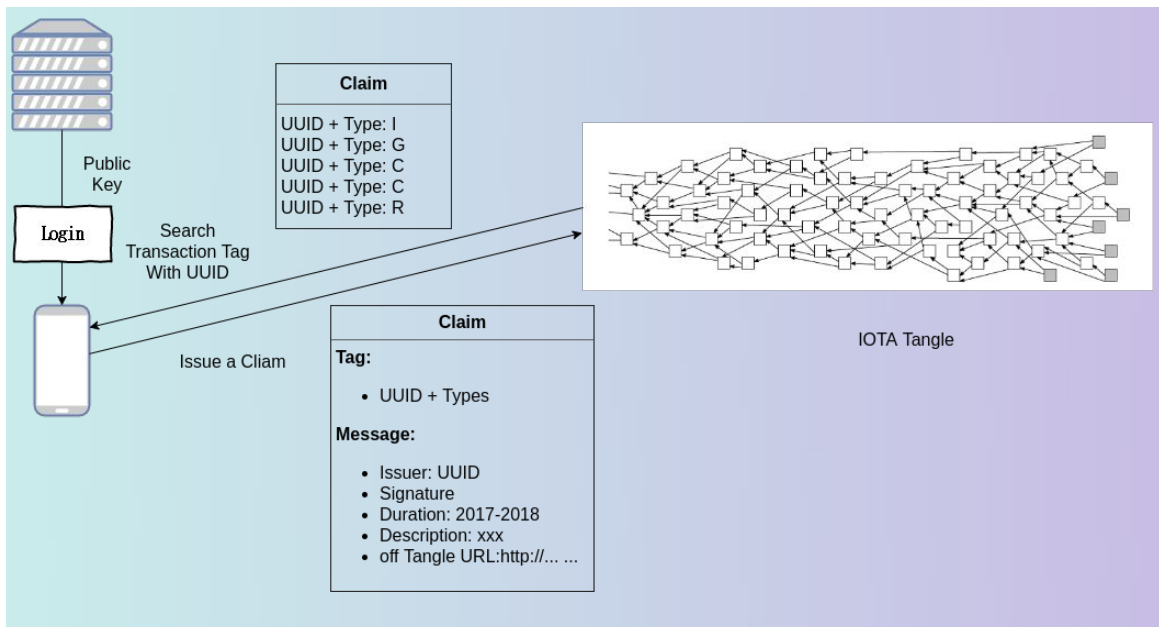 Public
Key
Login
Search
Transaction Tag
With UUID
Claim
UUID + Type: I
UUID + Type: G
UUID + Type: C
UUID + Type: C
UUID + Type: R
Issue a Cliam
Claim
Tag:
• UUID + Types
Message:
• Issuer: UUID
• Signature
• Duration: 2017-2018
• Description: xxx
• off Tangle URL:http://... ...
IOTA Tangle